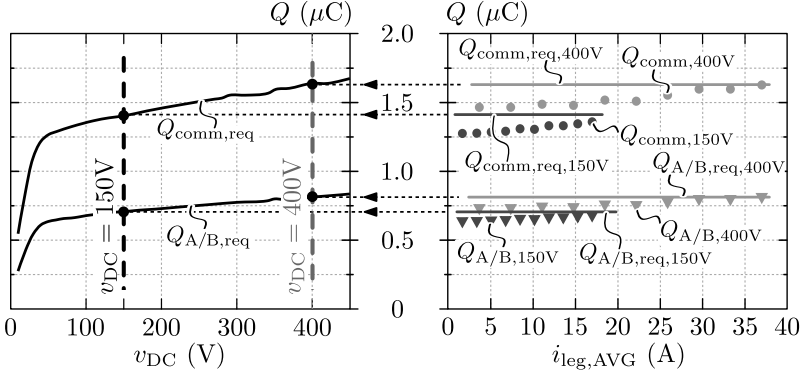 Q (μC)
Q (μC)
2.0
1.5
1.0
0.5
0
Q_comm,req
Q_A/B,req
v_DC = 150V
v_DC = 400V
10 100 200 300 400
v_DC (V)
Q_comm,req,400V
Q_comm,400V
Q_comm,150V
Q_comm,req,150V
Q_A/B,req,400V
Q_A/B,400V
Q_A/B,150V
Q_A/B,req,150V
0 5 10 15 20 25 30 35 40
i_leg,AVG (A)